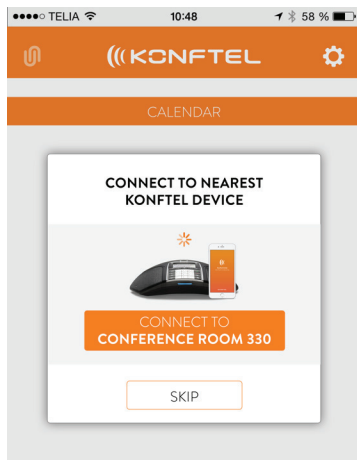 TELIA 10:48 58 %
KONFTEL
CALENDAR
CONNECT TO NEAREST
KONFTEL DEVICE
CONNECT TO
CONFERENCE ROOM 330
SKIP